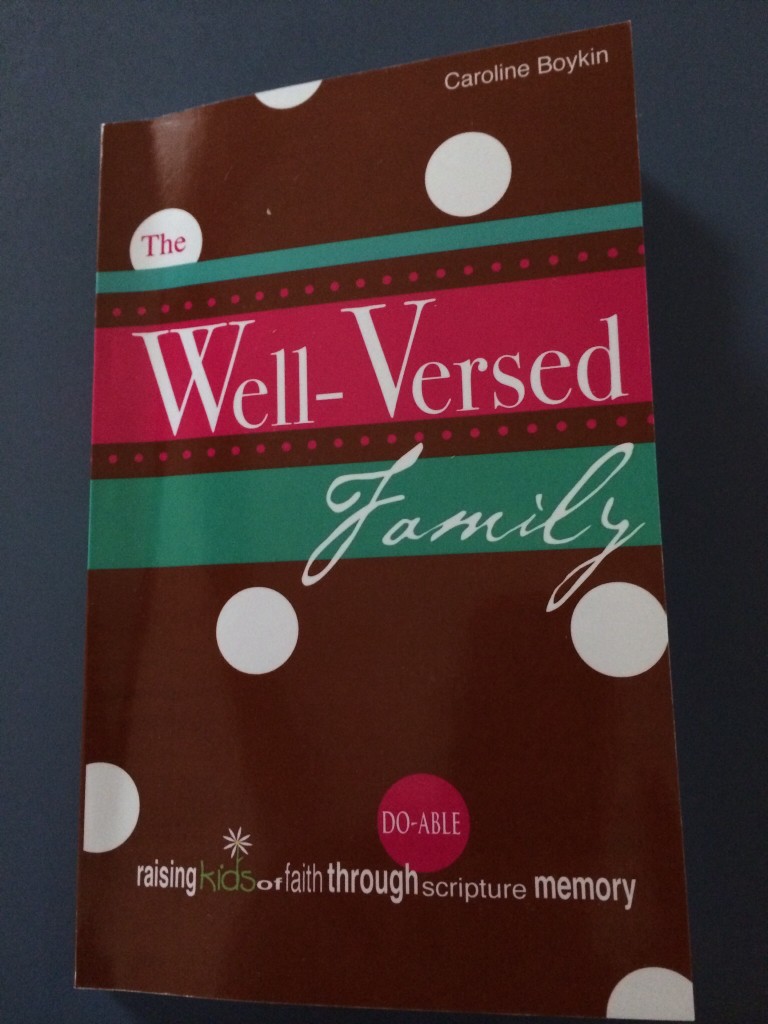 Caroline Boykin
The
Well-Versed
Family
DO-ABLE
raising kids of faith through scripture memory